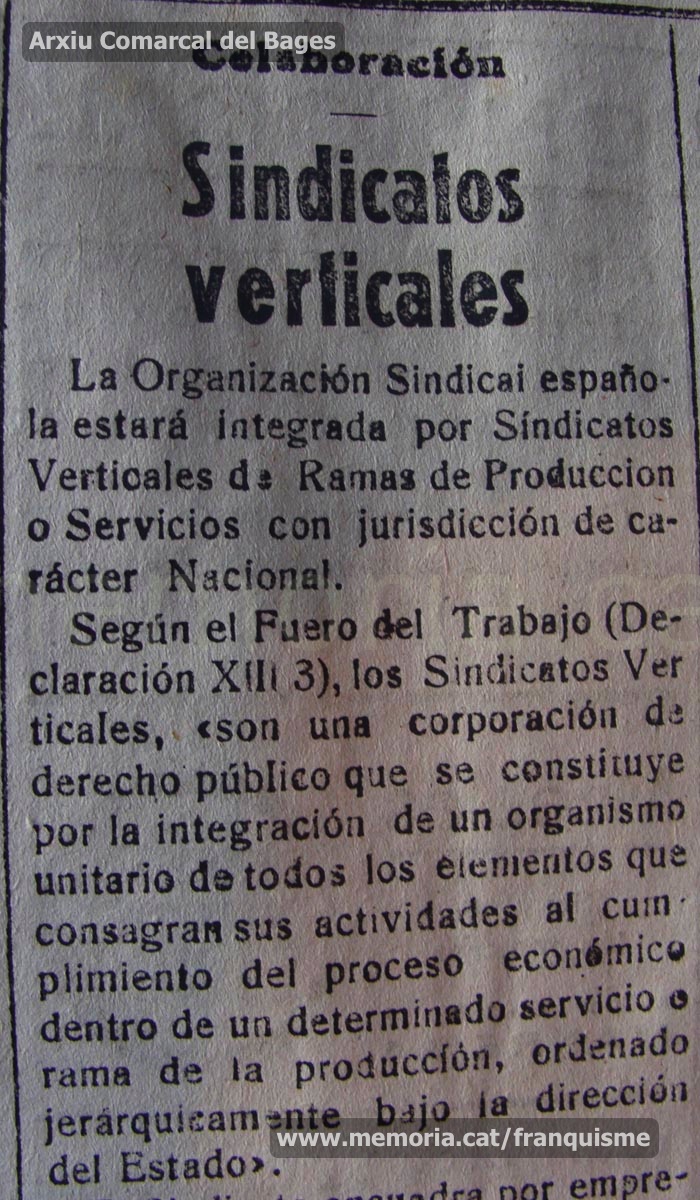 Arxiu Comarcal del Bages
Colaboración
Sindicatos
verticales
La Organización Sindical españo-
la estará integrada por Síndicatos
Verticales de Ramas de Produccion
o Servicios con jurisdicción de ca-
rácter Nacional.
Según el Fuero del Trabajo (De-
claración XIII 3), los Sindicatos Ver
ticales, «son una corporación de
derecho público que se constituye
por la integración de un organismo
unitario de todos los elementos que
consagran sus actividades al cum-
plimiento del proceso económico
dentro de un determinado servicio o
rama de la producción, ordenado
jerárquicamente bajo la dirección
del Estado».
www.memoria.cat/franquisme
por empre-